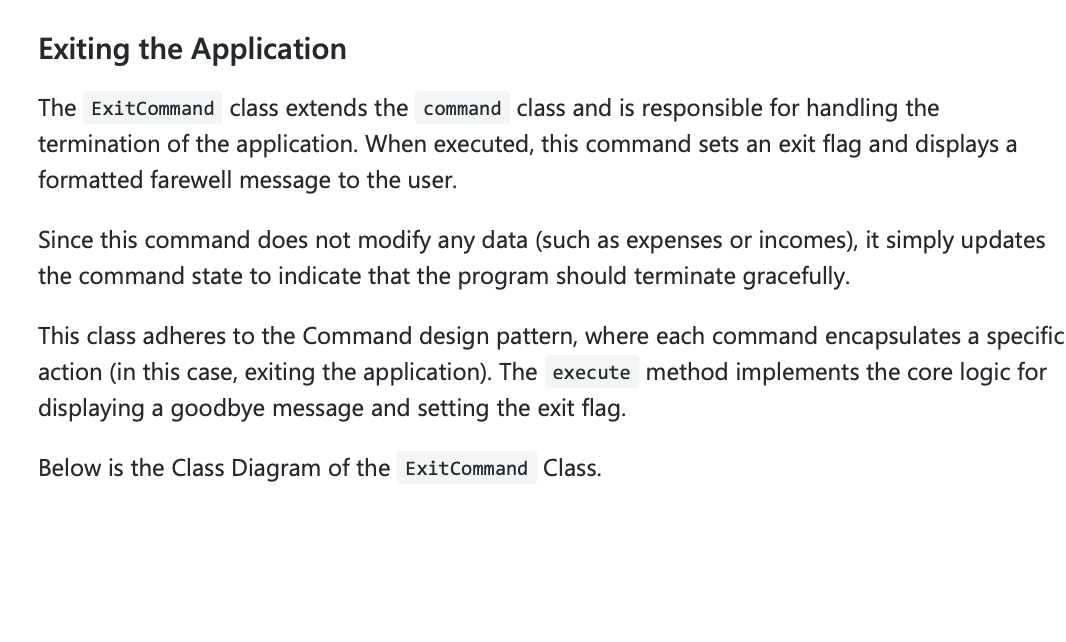 Exiting the Application
The ExitCommand class extends the command class and is responsible for handling the
termination of the application. When executed, this command sets an exit flag and displays a
formatted farewell message to the user.
Since this command does not modify any data (such as expenses or incomes), it simply updates
the command state to indicate that the program should terminate gracefully.
This class adheres to the Command design pattern, where each command encapsulates a specific
action (in this case, exiting the application). The execute method implements the core logic for
displaying a goodbye message and setting the exit flag.
Below is the Class Diagram of the ExitCommand Class.